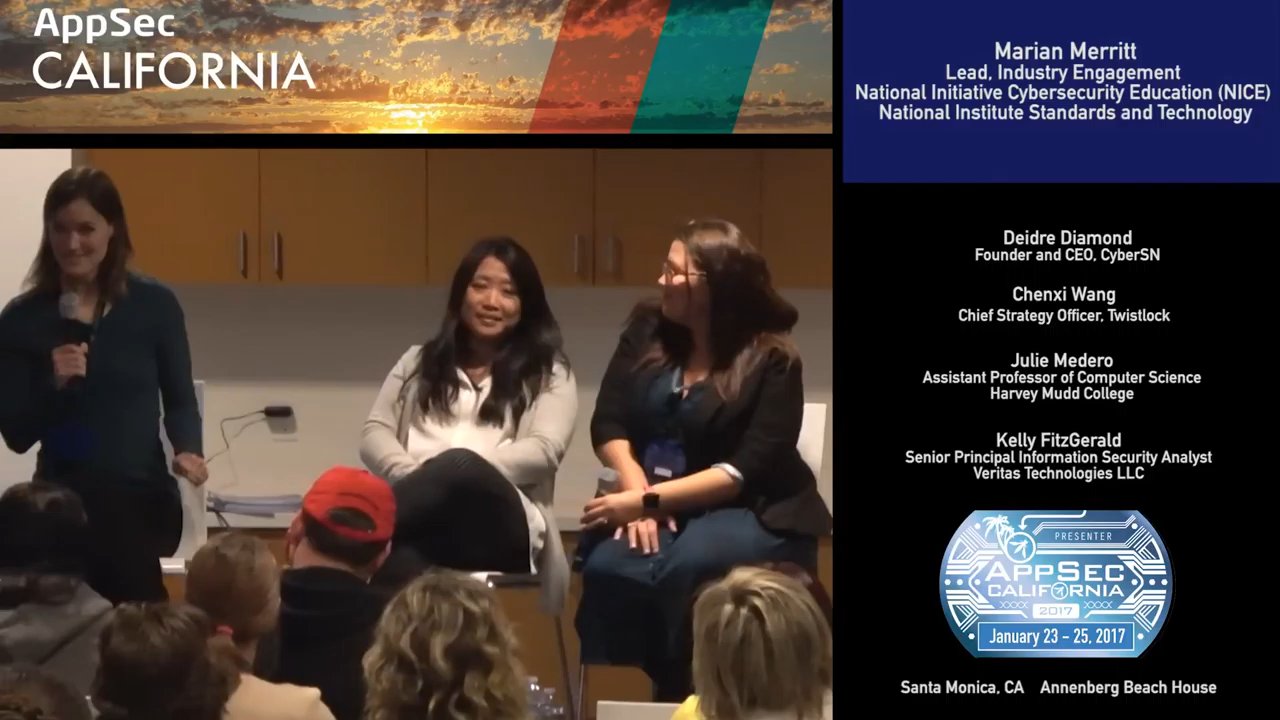 AppSec
CALIFORNIA
Marian Merritt
Lead, Industry Engagement
National Initiative Cybersecurity Education (NICE)
National Institute Standards and Technology
Deidre Diamond
Founder and CEO, CyberSN
Chenxi Wang
Chief Strategy Officer, Twistlock
Julie Medero
Assistant Professor of Computer Science
Harvey Mudd College
Kelly FitzGerald
Senior Principal Information Security Analyst
Veritas Technologies LLC
PRESENTER
APPSEC
CALIFORNIA
2017
January 23 – 25, 2017
Santa Monica, CA Annenberg Beach House